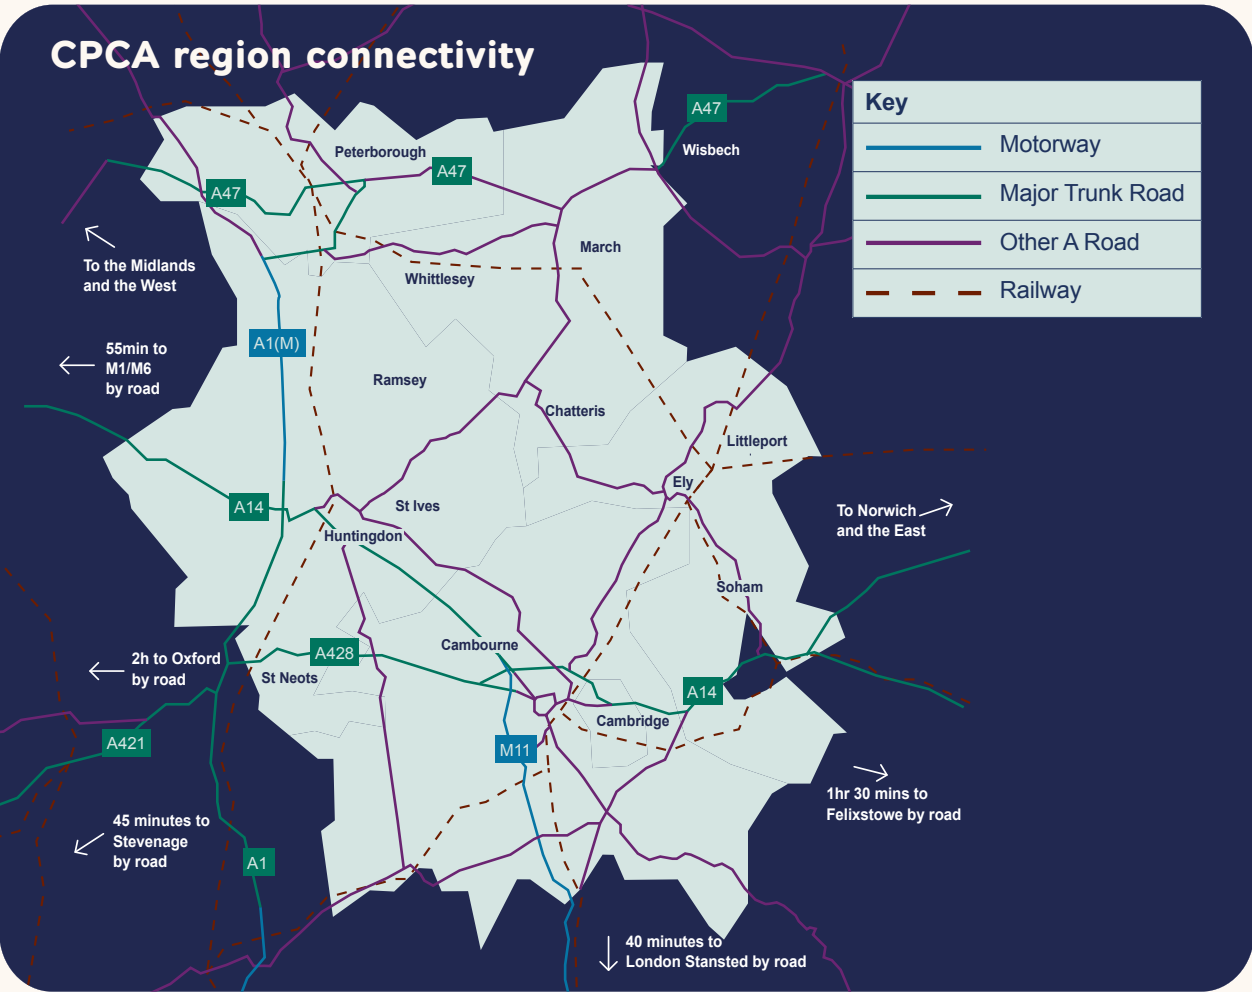 CPCA region connectivity
Key
Motorway
Major Trunk Road
Other A Road
Railway
A47
Wisbech
Peterborough
A47
A47
March
To the Midlands
and the West
Whittlesey
A1(M)
55min to
M1/M6
by road
Ramsey
Chatteris
Littleport
Ely
A14
St Ives
To Norwich
and the East
Huntingdon
Soham
Cambourne
A428
2h to Oxford
by road
St Neots
A14
Cambridge
A421
M11
1hr 30 mins to
Felixstowe by road
45 minutes to
Stevenage
by road
A1
40 minutes to
London Stansted by road